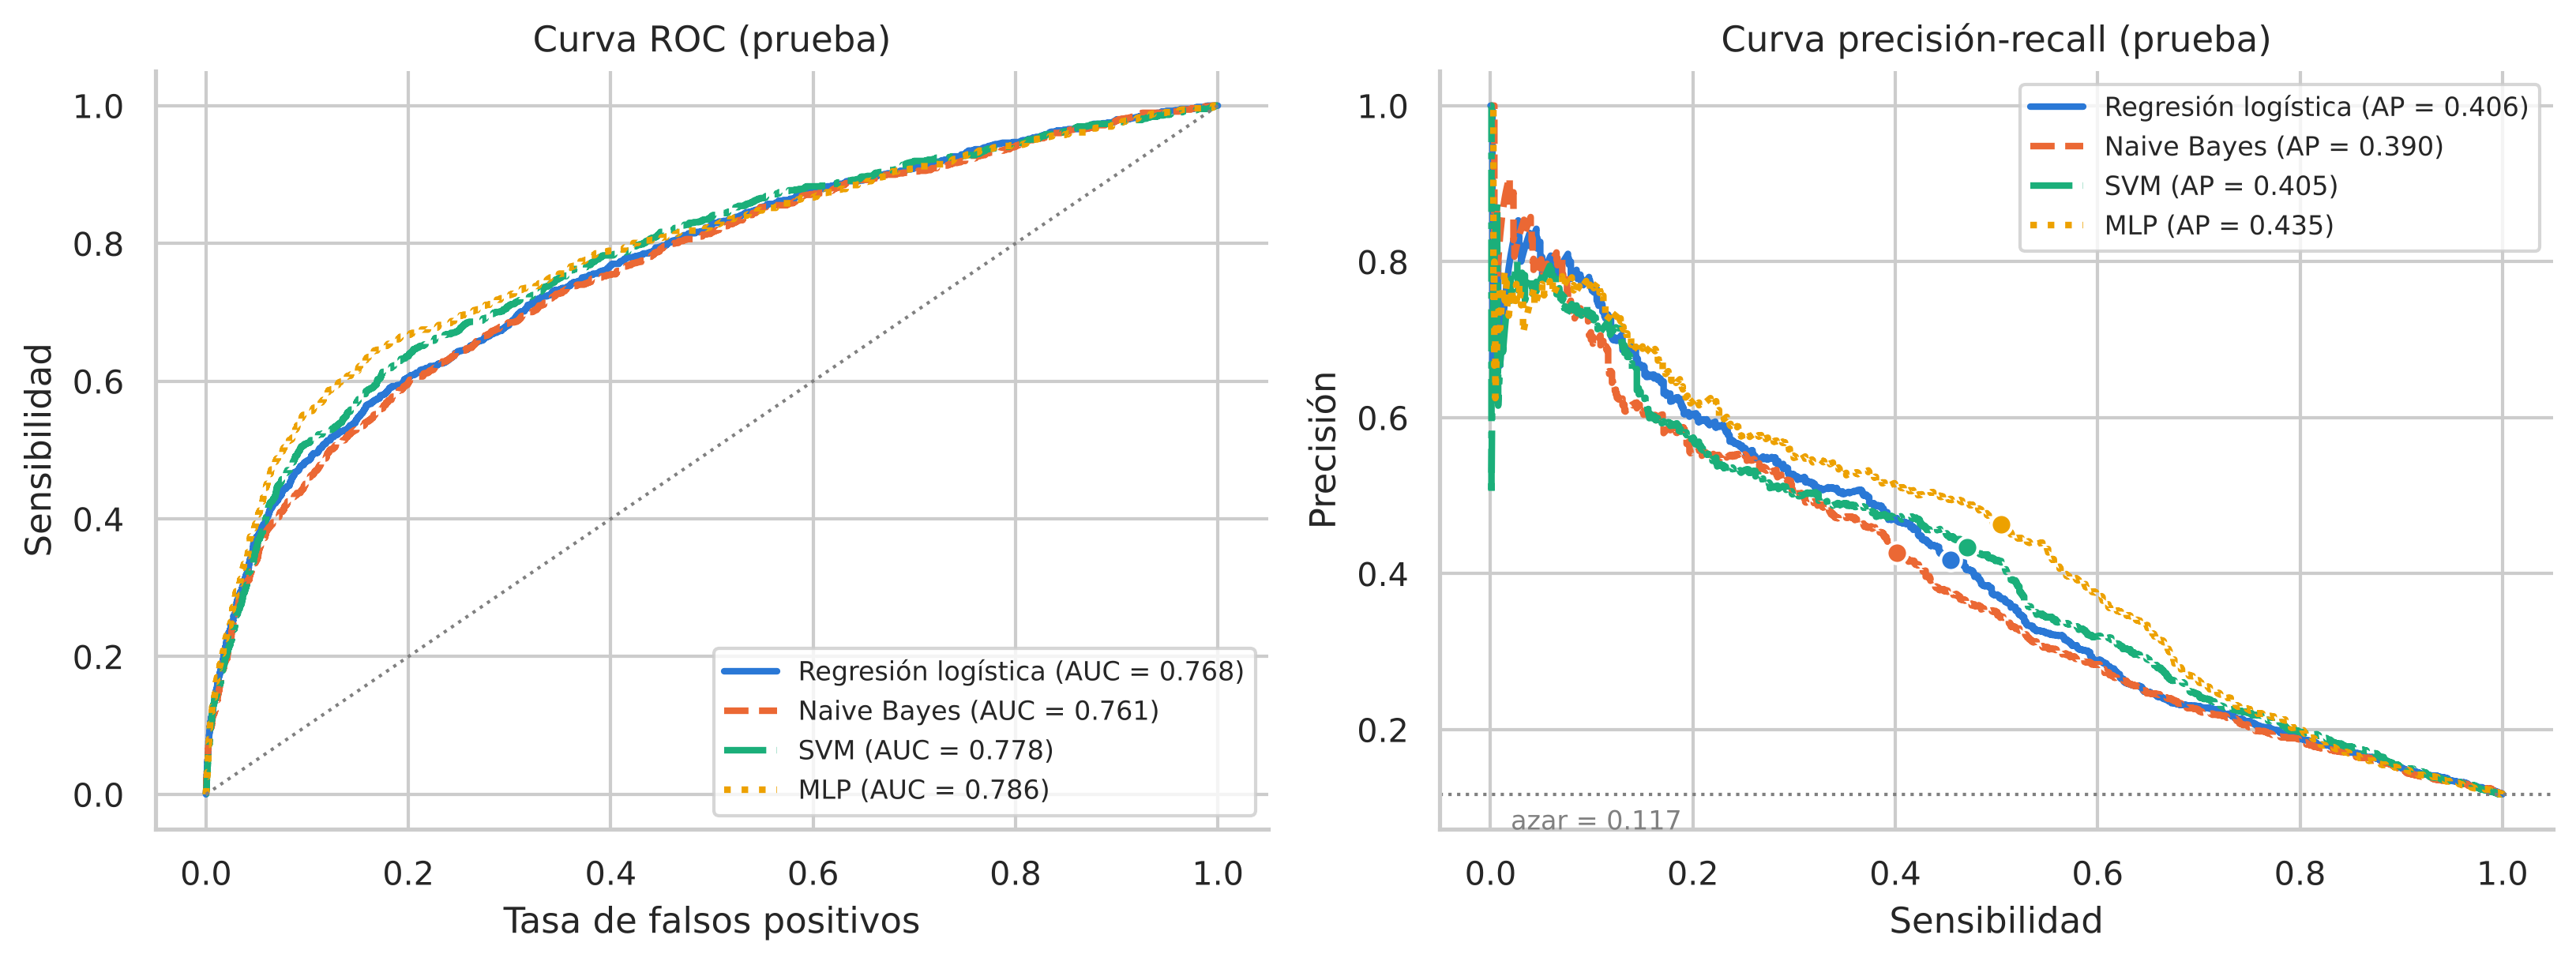 Curva ROC (prueba)
Sensibilidad
1.0
0.8
0.6
0.4
0.2
0.0
Regresión logística (AUC = 0.768)
Naive Bayes (AUC = 0.761)
SVM (AUC = 0.778)
MLP (AUC = 0.786)
0.0 0.2 0.4 0.6 0.8 1.0
Tasa de falsos positivos
Curva precisión-recall (prueba)
Precisión
1.0
0.8
0.6
0.4
0.2
Regresión logística (AP = 0.406)
Naive Bayes (AP = 0.390)
SVM (AP = 0.405)
MLP (AP = 0.435)
azar = 0.117
0.0 0.2 0.4 0.6 0.8 1.0
Sensibilidad